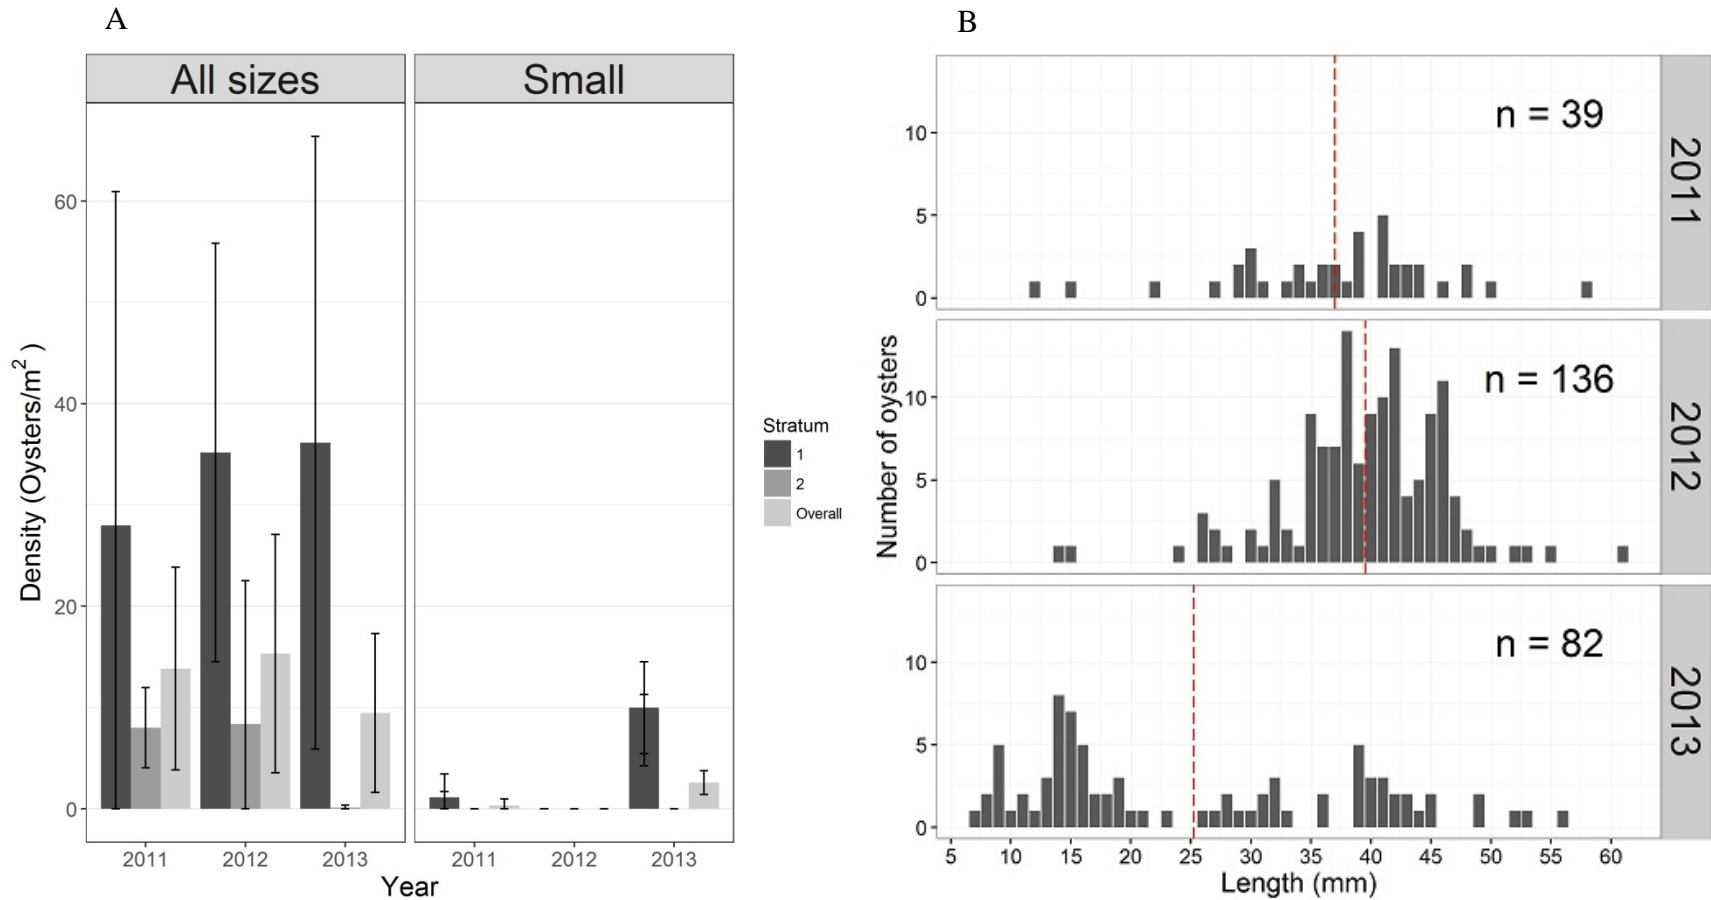 A
All sizes
Small
60
40
20
0
Density (Oysters/m² )
2011 2012 2013
2011 2012 2013
Year
Stratum
1
2
Overall
B
10
5
0
n = 39
2011
10
5
0
n = 136
2012
10
5
0
n = 82
2013
Number of oysters
5 10 15 20 25 30 35 40 45 50 55 60
Length (mm)